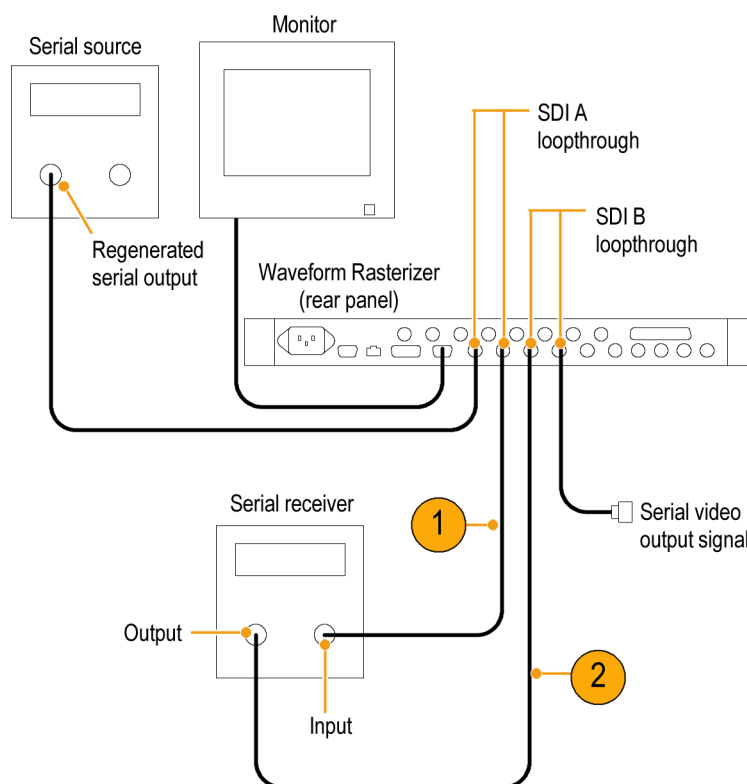 Monitor
Serial source
SDI A
loopthrough
SDI B
loopthrough
Regenerated
serial output
Waveform Rasterizer
(rear panel)
Serial receiver
1
Serial video
output signal
Output
2
Input